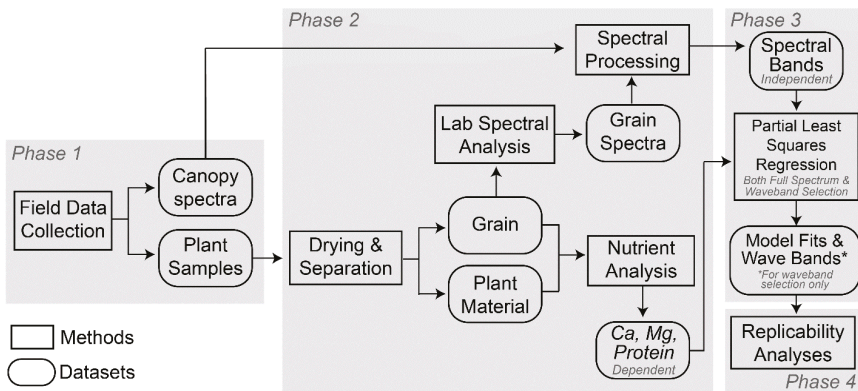 Phase 1
Field Data
Collection
Canopy
spectra
Plant
Samples
Methods
Datasets
Phase 2
Drying &
Separation
Lab Spectral
Analysis
Grain
Plant
Material
Spectral
Processing
Grain
Spectra
Nutrient
Analysis
Ca, Mg,
Protein
Dependent
Phase 3
Spectral
Bands
Independent
Partial Least
Squares
Regression
Both Full Spectrum &
Waveband Selection
Model Fits &
Wave Bands*
*For waveband
selection only
Replicability
Analyses
Phase 4